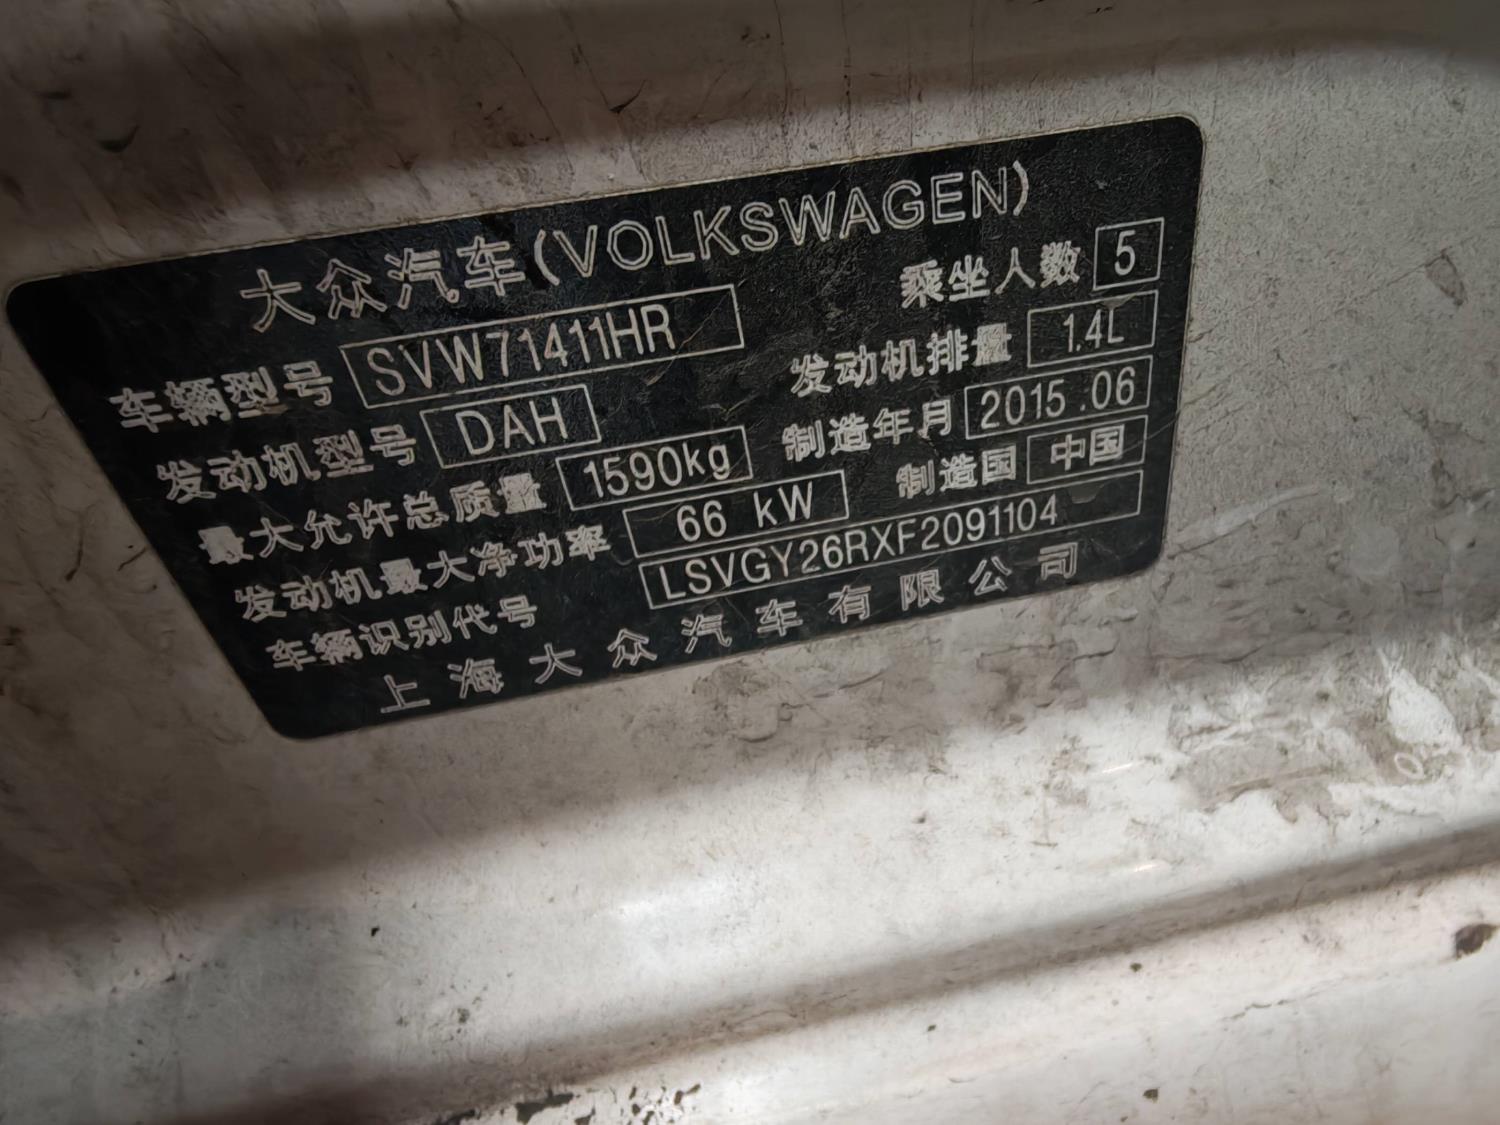 大众汽车(VOLKSWAGEN)
车辆型号 SVW71411HR 乘坐人数 5
发动机型号 DAH 发动机排量 1.4L
最大允许总质量 1590kg 制造年月 2015.06
发动机最大净功率 66 kW 制造国 中国
车辆识别代号 LSVGY26RXF2091104
上海大众汽车有限公司